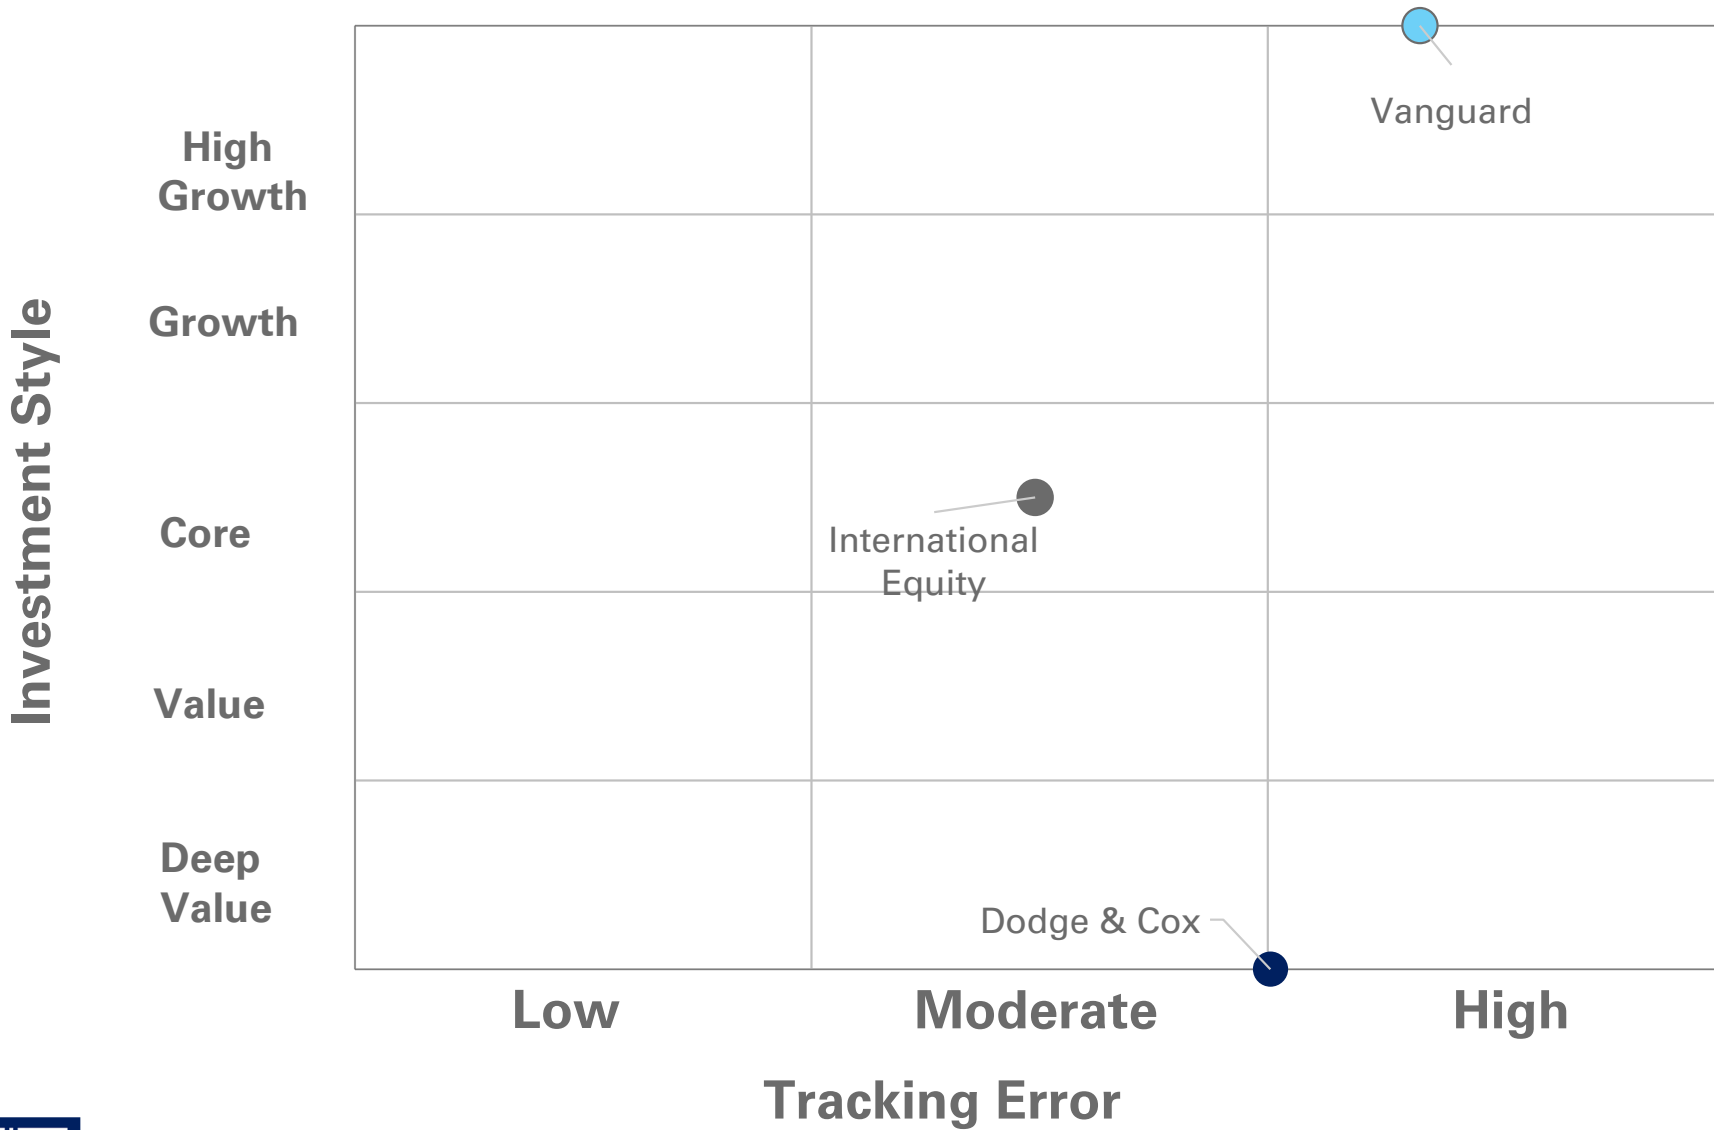 Vanguard
High
Growth
Growth
Investment Style
International
Equity
Core
Value
Deep
Value
Dodge & Cox
Low
Moderate
High
Tracking Error